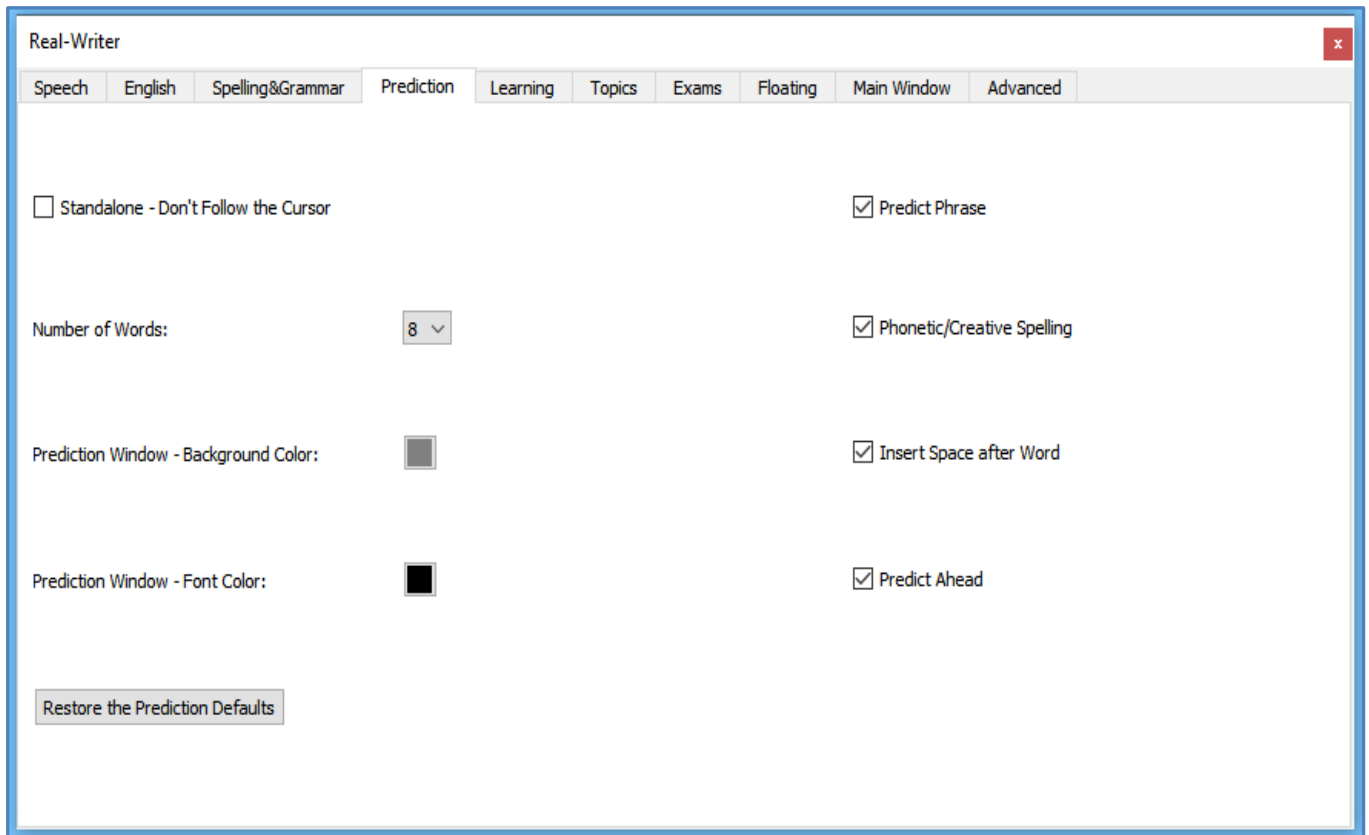 Real-Writer
x
Speech English Spelling&Grammar Prediction Learning Topics Exams Floating Main Window Advanced
Standalone - Don't Follow the Cursor
Predict Phrase
Number of Words:
8
Phonetic/Creative Spelling
Prediction Window - Background Color:
Insert Space after Word
Prediction Window - Font Color:
Predict Ahead
Restore the Prediction Defaults